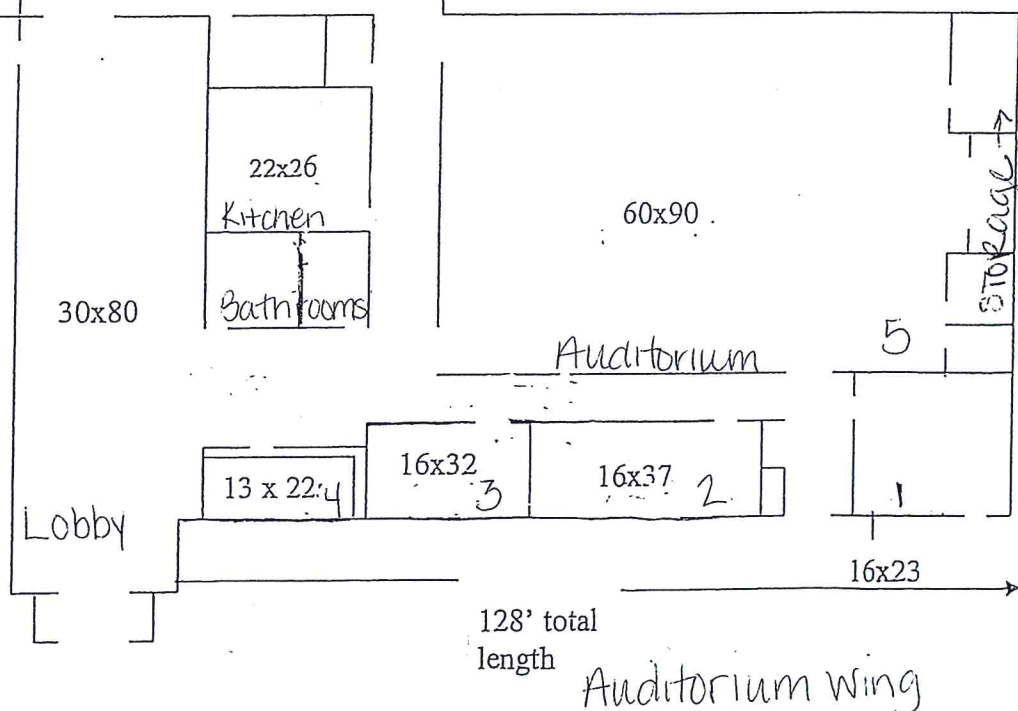 22x26
Kitchen
STORAGE →
60x90
30x80
Bathrooms
5
Auditorium
16x32
3
16x37
2
13 x 22
4
1
Lobby
16x23
128' total
length
Auditorium wing